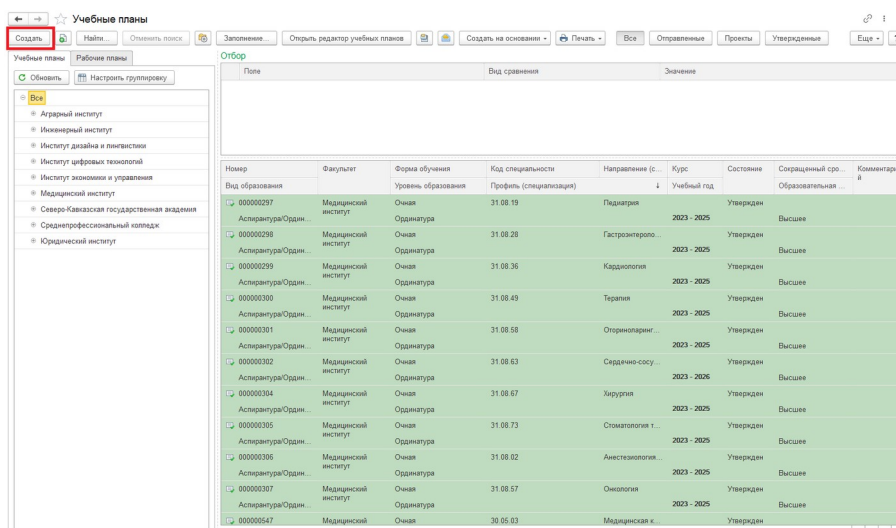 Учебные планы
Создать Найти... Отменить поиск Заполнение... Открыть редактор учебных планов Создать на основании Печать Все Отправленные Проекты Утвержденные Еще
Учебные планы Рабочие планы
Обновить Настроить группировку
Все
Аграрный институт
Инженерный институт
Институт дизайна и лингвистики
Институт цифровых технологий
Институт экономики и управления
Медицинский институт
Северо-Кавказская государственная академия
Среднепрофессиональный колледж
Юридический институт
Отбор
Поле Вид сравнения Значение
Номер Факультет Форма обучения Код специальности Направление (с... Курс Состояние Сокращенный сро... Комментарий
Вид образования Уровень образования Профиль (специализация) ↓ Учебный год Образовательная ...
000000297 Медицинский институт Очная 31.08.19 Педиатрия Утвержден
Аспирантура/Ордин... Ординатура 2023 - 2025 Высшее
000000298 Медицинский институт Очная 31.08.28 Гастроэнтероло... Утвержден
Аспирантура/Ордин... Ординатура 2023 - 2025 Высшее
000000299 Медицинский институт Очная 31.08.36 Кардиология Утвержден
Аспирантура/Ордин... Ординатура 2023 - 2025 Высшее
000000300 Медицинский институт Очная 31.08.49 Терапия Утвержден
Аспирантура/Ордин... Ординатура 2023 - 2025 Высшее
000000301 Медицинский институт Очная 31.08.58 Оториноларинг... Утвержден
Аспирантура/Ордин... Ординатура 2023 - 2025 Высшее
000000302 Медицинский институт Очная 31.08.63 Сердечно-сосу... Утвержден
Аспирантура/Ордин... Ординатура 2023 - 2026 Высшее
000000304 Медицинский институт Очная 31.08.67 Хирургия Утвержден
Аспирантура/Ордин... Ординатура 2023 - 2025 Высшее
000000305 Медицинский институт Очная 31.08.73 Стоматология т... Утвержден
Аспирантура/Ордин... Ординатура 2023 - 2025 Высшее
000000306 Медицинский институт Очная 31.08.02 Анестезиология... Утвержден
Аспирантура/Ордин... Ординатура 2023 - 2025 Высшее
000000307 Медицинский институт Очная 31.08.57 Онкология Утвержден
Аспирантура/Ордин... Ординатура 2023 - 2025 Высшее
000000547 Медицинский Очная 30.05.03 Медицинская к... Утвержден